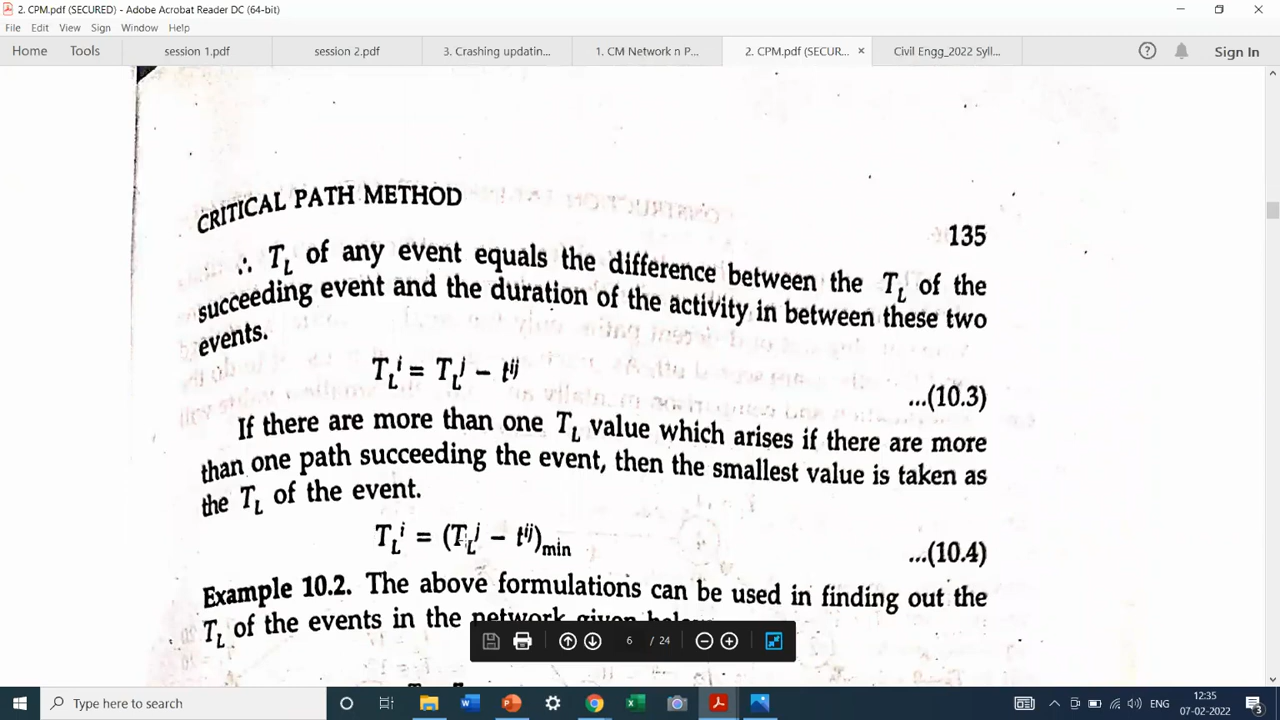 2. CPM.pdf (SECURED) - Adobe Acrobat Reader DC (64-bit)
File Edit View Sign Window Help
Home Tools session 1.pdf session 2.pdf 3. Crashing updatin... 1. CM Network n P... 2. CPM.pdf (SECUR... × Civil Engg_2022 Syll... Sign In
CRITICAL PATH METHOD
135
∴ T_L of any event equals the difference between the T_L of the
succeeding event and the duration of the activity in between these two
events.
T_L^i = T_L^j − t^ij
...(10.3)
If there are more than one T_L value which arises if there are more
than one path succeeding the event, then the smallest value is taken as
the T_L of the event.
T_L^i = (T_L^j − t^ij)_min
...(10.4)
Example 10.2. The above formulations can be used in finding out the
T_L of the events in the network given below
6 / 24
Type here to search
ENG
12:35
07-02-2022
3